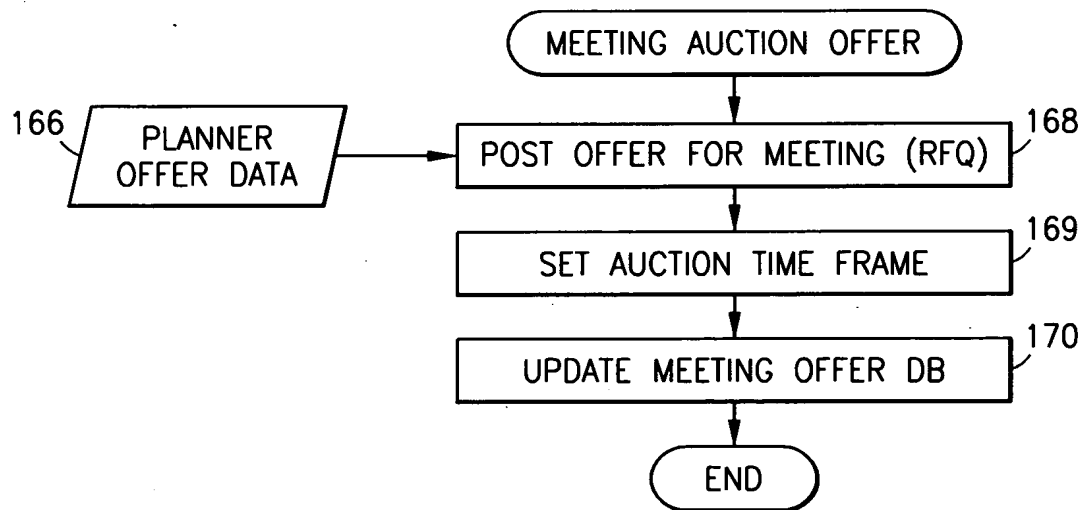 MEETING AUCTION OFFER
166
PLANNER
OFFER DATA
168
POST OFFER FOR MEETING (RFQ)
169
SET AUCTION TIME FRAME
170
UPDATE MEETING OFFER DB
END